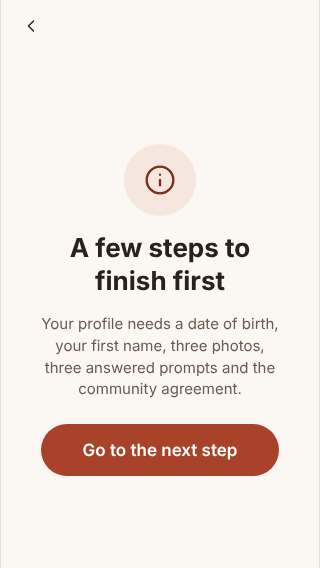 A few steps to
finish first
Your profile needs a date of birth,
your first name, three photos,
three answered prompts and the
community agreement.
Go to the next step